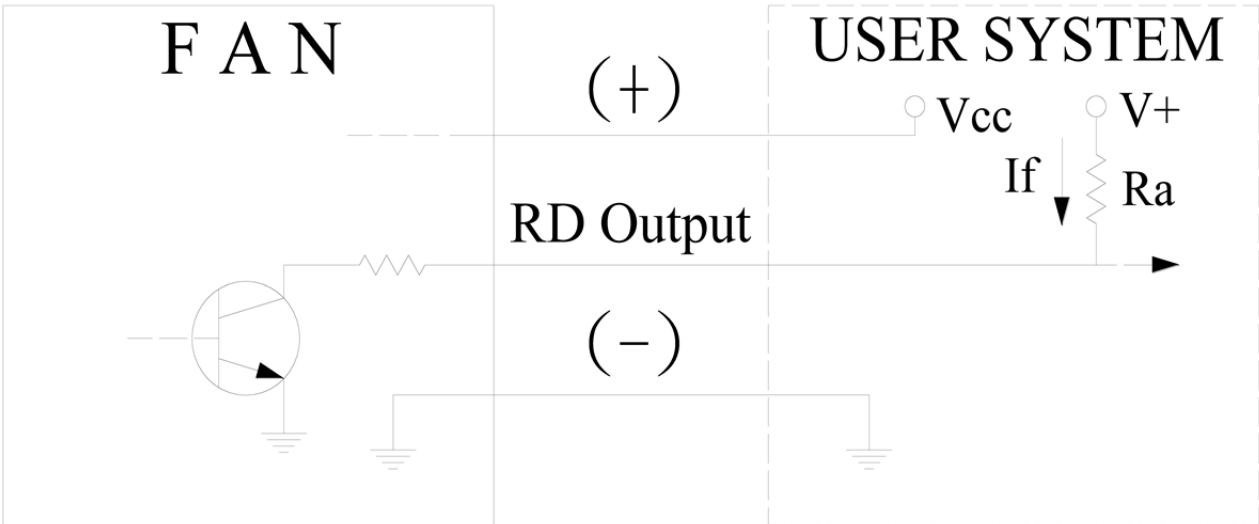 F A N
USER SYSTEM
(+)
Vcc
V+
If
Ra
RD Output
(-)